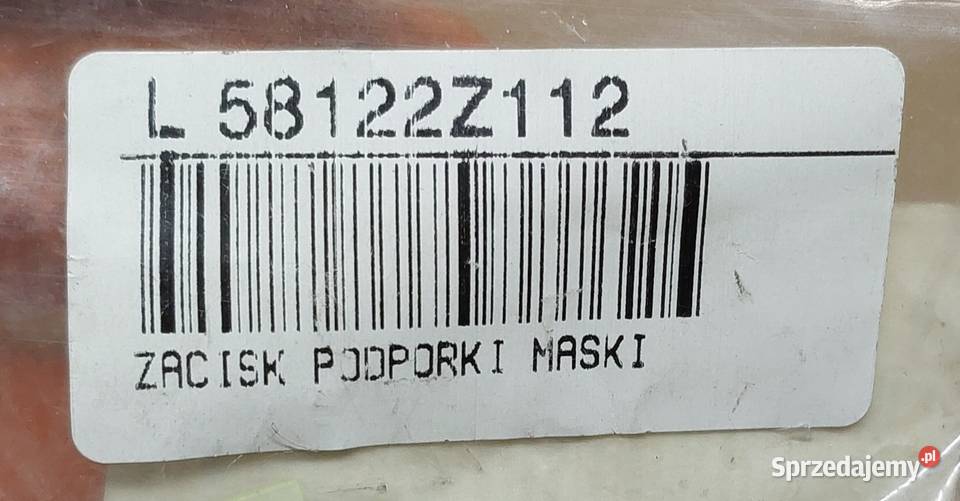 L 58122Z112
ZACISK PODPORKI MASKI
Sprzedajemy.pl